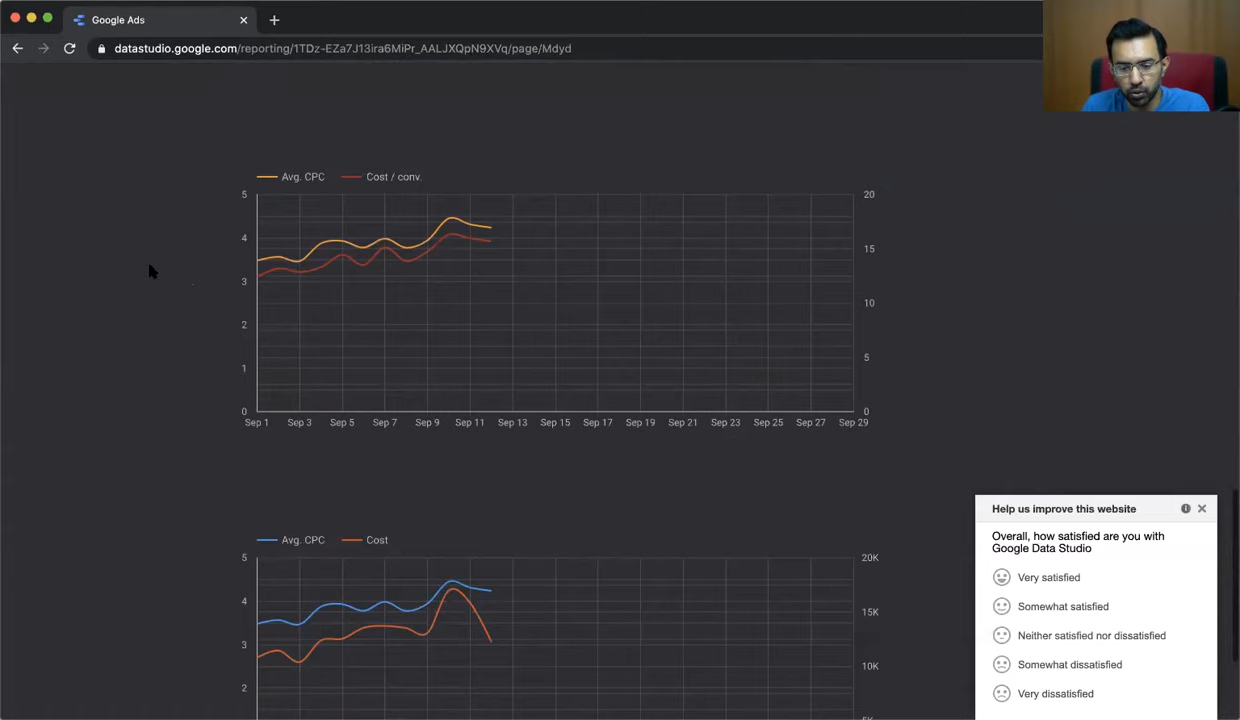 Google Ads
datastudio.google.com/reporting/1TDz-EZa7J13ira6MiPr_AALJXQpN9XVq/page/Mdyd
Avg. CPC Cost / conv.
5 20
4 15
3
10
2
1 5
0 0
Sep 1 Sep 3 Sep 5 Sep 7 Sep 9 Sep 11 Sep 13 Sep 15 Sep 17 Sep 19 Sep 21 Sep 23 Sep 25 Sep 27 Sep 29
Avg. CPC Cost
5 20K
4 15K
3 10K
2
5K
Help us improve this website
Overall, how satisfied are you with
Google Data Studio
Very satisfied
Somewhat satisfied
Neither satisfied nor dissatisfied
Somewhat dissatisfied
Very dissatisfied